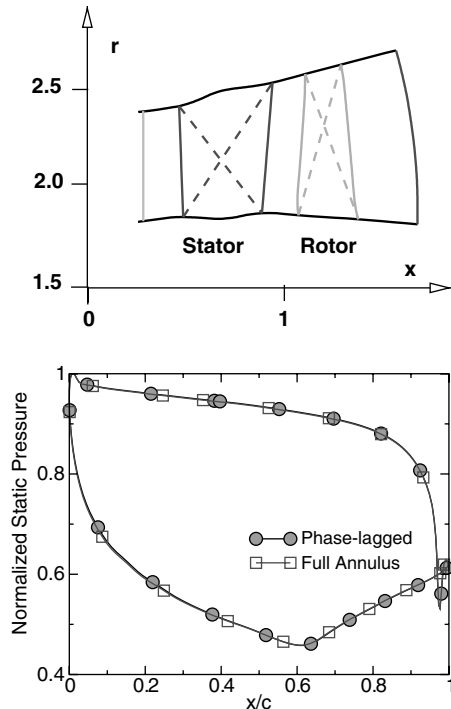 r
2.5
2.0
1.5
Stator
Rotor
x
0
1
Normalized Static Pressure
1
0.8
0.6
0.4
Phase-lagged
Full Annulus
0
0.2
0.4
0.6
0.8
1
x/c